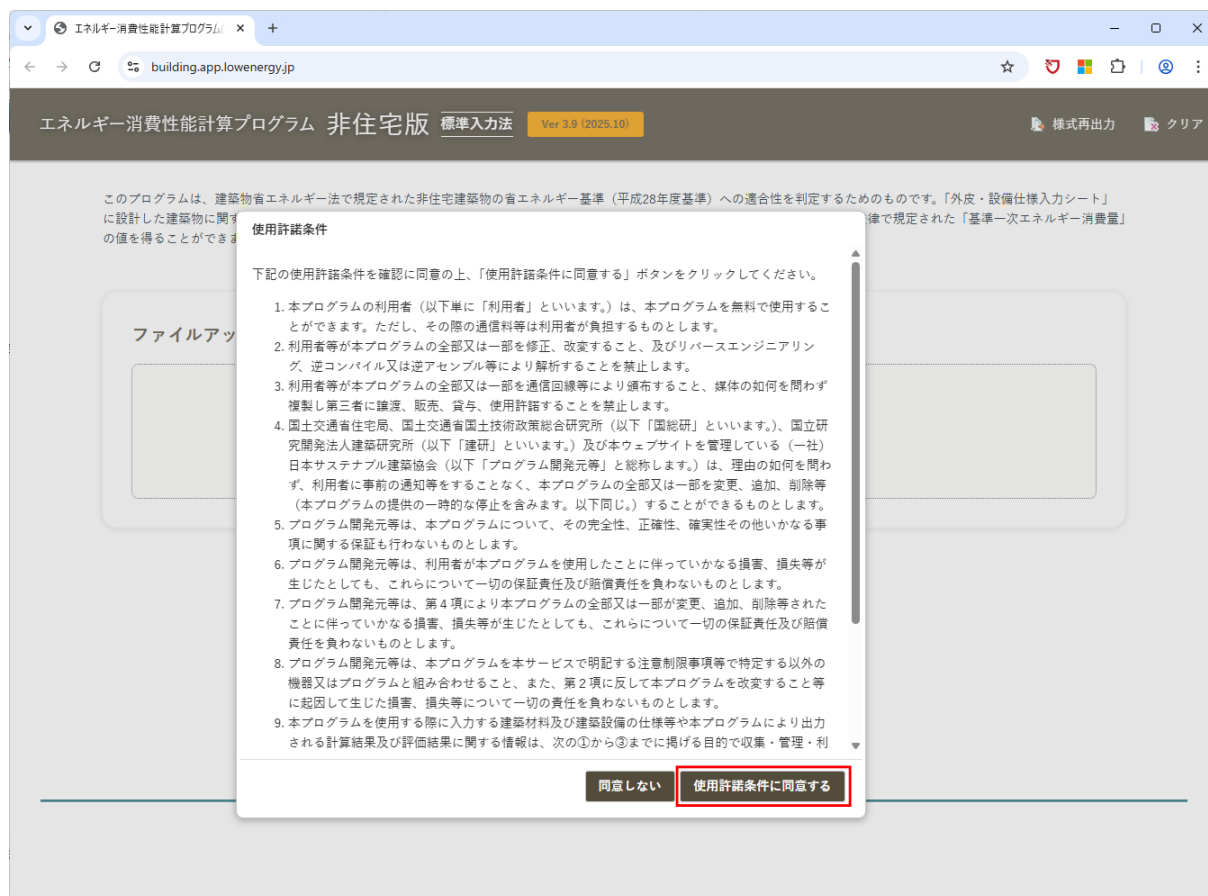 エネルギー消費性能計算プログラム(
building.app.lowenergy.jp
エネルギー消費性能計算プログラム 非住宅版 標準入力法 Ver 3.9 (2025.10) 様式再出力 クリア
このプログラムは、建築物省エネルギー法で規定された非住宅建築物の省エネルギー基準（平成28年度基準）への適合性を判定するためのものです。「外皮・設備仕様入力シート」
に設計した建築物に関す
律で規定された「基準一次エネルギー消費量」
の値を得ることができま
ファイルアッ
使用許諾条件
下記の使用許諾条件を確認に同意の上、「使用許諾条件に同意する」ボタンをクリックしてください。
1. 本プログラムの利用者（以下単に「利用者」といいます。）は、本プログラムを無料で使用するこ
とができます。ただし、その際の通信料等は利用者が負担するものとします。
2. 利用者等が本プログラムの全部又は一部を修正、改変すること、及びリバースエンジニアリン
グ、逆コンパイル又は逆アセンブル等により解析することを禁止します。
3. 利用者等が本プログラムの全部又は一部を通信回線等により頒布すること、媒体の如何を問わず
複製し第三者に譲渡、販売、貸与、使用許諾することを禁止します。
4. 国土交通省住宅局、国土交通省国土技術政策総合研究所（以下「国総研」といいます。）、国立研
究開発法人建築研究所（以下「建研」といいます。）及び本ウェブサイトを管理している（一社）
日本サステナブル建築協会（以下「プログラム開発元等」と総称します。）は、理由の如何を問わ
ず、利用者に事前の通知等をすることなく、本プログラムの全部又は一部を変更、追加、削除等
（本プログラムの提供の一時的な停止を含みます。以下同じ。）することができるものとします。
5. プログラム開発元等は、本プログラムについて、その完全性、正確性、確実性その他いかなる事
項に関する保証も行わないものとします。
6. プログラム開発元等は、利用者が本プログラムを使用したことに伴っていかなる損害、損失等が
生じたとしても、これらについて一切の保証責任及び賠償責任を負わないものとします。
7. プログラム開発元等は、第４項により本プログラムの全部又は一部が変更、追加、削除等された
ことに伴っていかなる損害、損失等が生じたとしても、これらについて一切の保証責任及び賠償
責任を負わないものとします。
8. プログラム開発元等は、本プログラムを本サービスで明記する注意制限事項等で特定する以外の
機器又はプログラムと組み合わせること、また、第２項に反して本プログラムを改変すること等
に起因して生じた損害、損失等について一切の責任を負わないものとします。
9. 本プログラムを使用する際に入力する建築材料及び建築設備の仕様等や本プログラムにより出力
される計算結果及び評価結果に関する情報は、次の①から③までに掲げる目的で収集・管理・利
同意しない 使用許諾条件に同意する